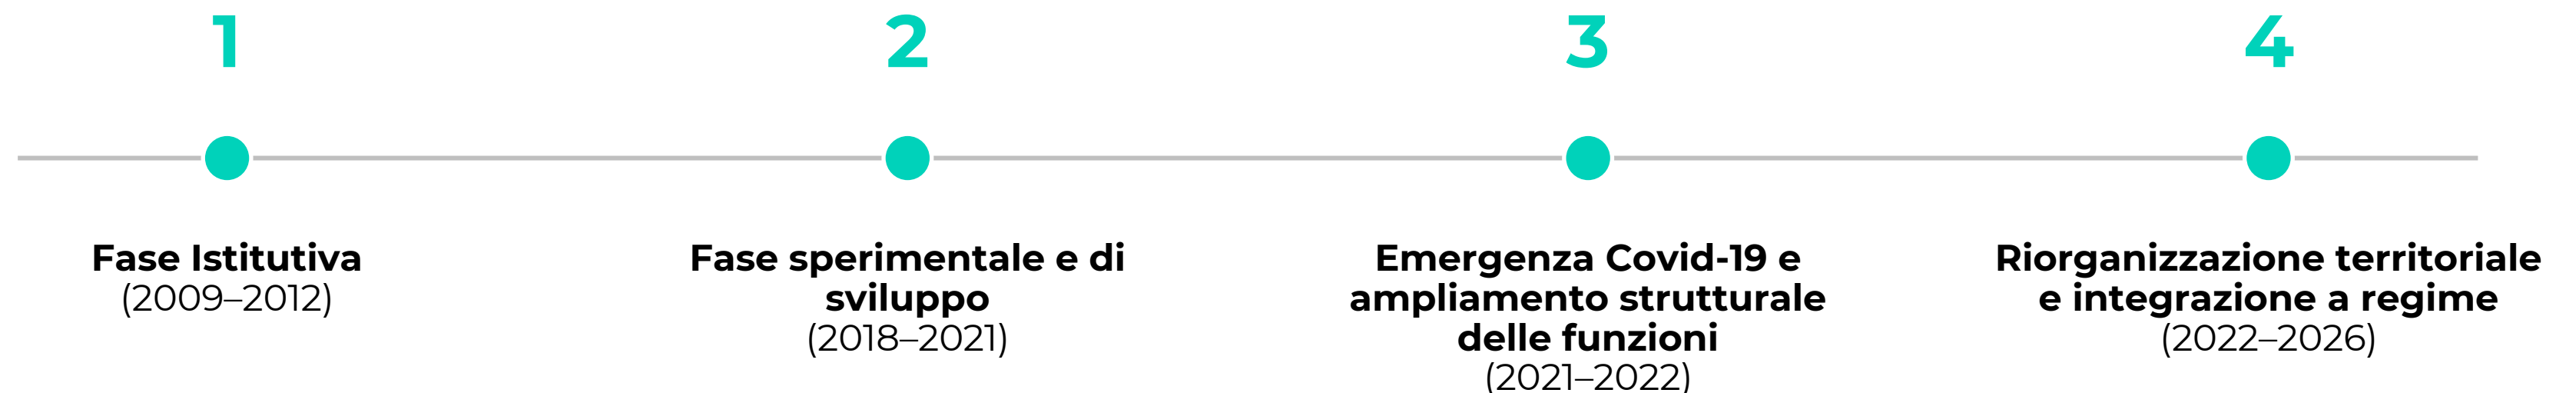 1
2
3
4
Fase Istitutiva
(2009–2012)
Fase sperimentale e di
sviluppo
(2018–2021)
Emergenza Covid-19 e
ampliamento strutturale
delle funzioni
(2021–2022)
Riorganizzazione territoriale
e integrazione a regime
(2022–2026)